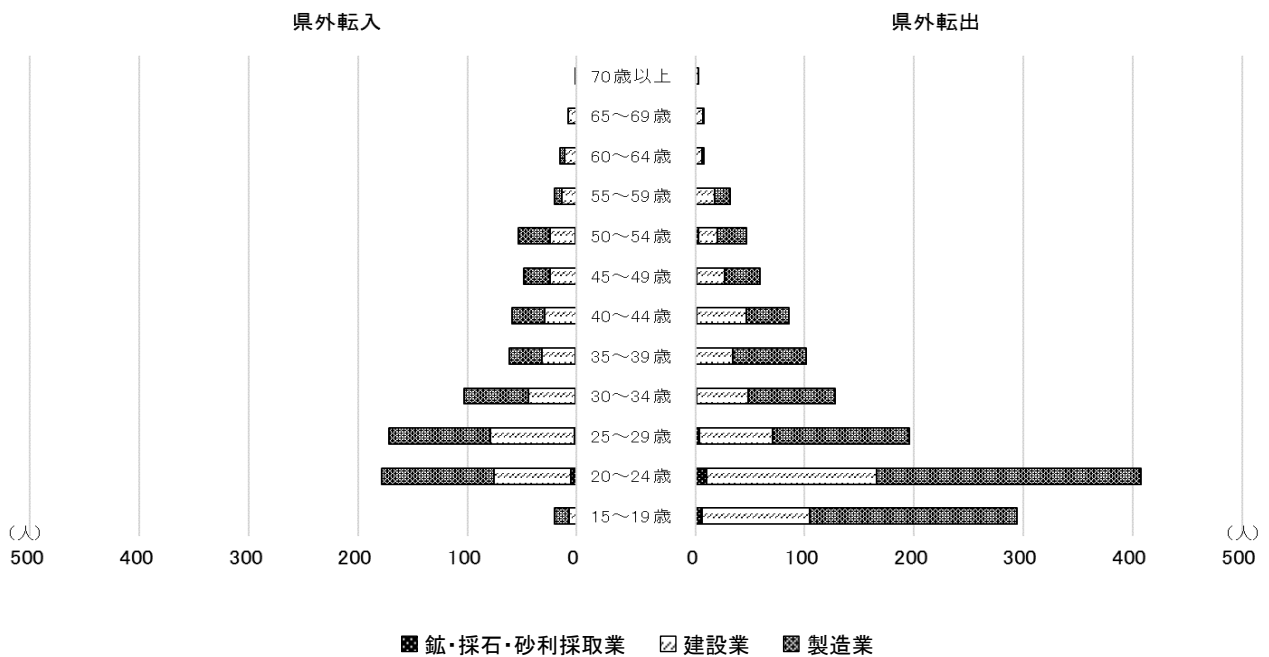 県外転入 県外転出
70歳以上
65～69歳
60～64歳
55～59歳
50～54歳
45～49歳
40～44歳
35～39歳
30～34歳
25～29歳
20～24歳
15～19歳
（人） （人）
500 400 300 200 100 0 0 100 200 300 400 500
鉱・採石・砂利採取業 建設業 製造業